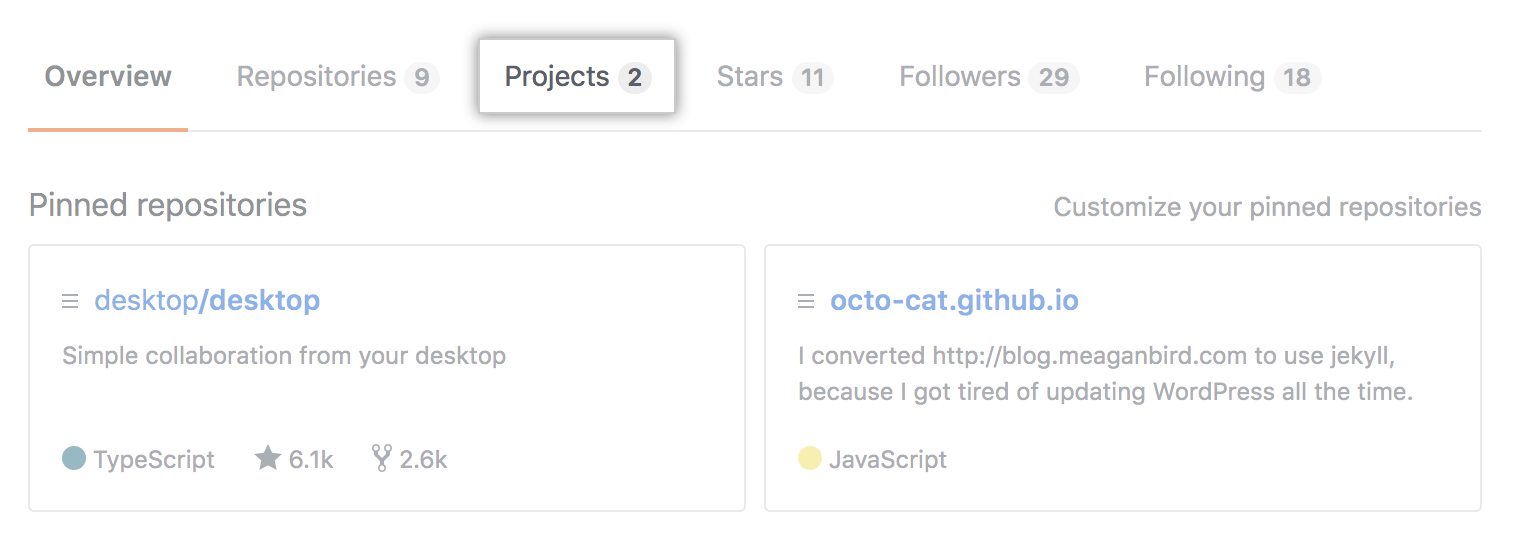 Overview Repositories 9 Projects 2 Stars 11 Followers 29 Following 18
Pinned repositories Customize your pinned repositories
desktop/desktop
Simple collaboration from your desktop
TypeScript 6.1k 2.6k
octo-cat.github.io
I converted http://blog.meaganbird.com to use jekyll,
because I got tired of updating WordPress all the time.
JavaScript